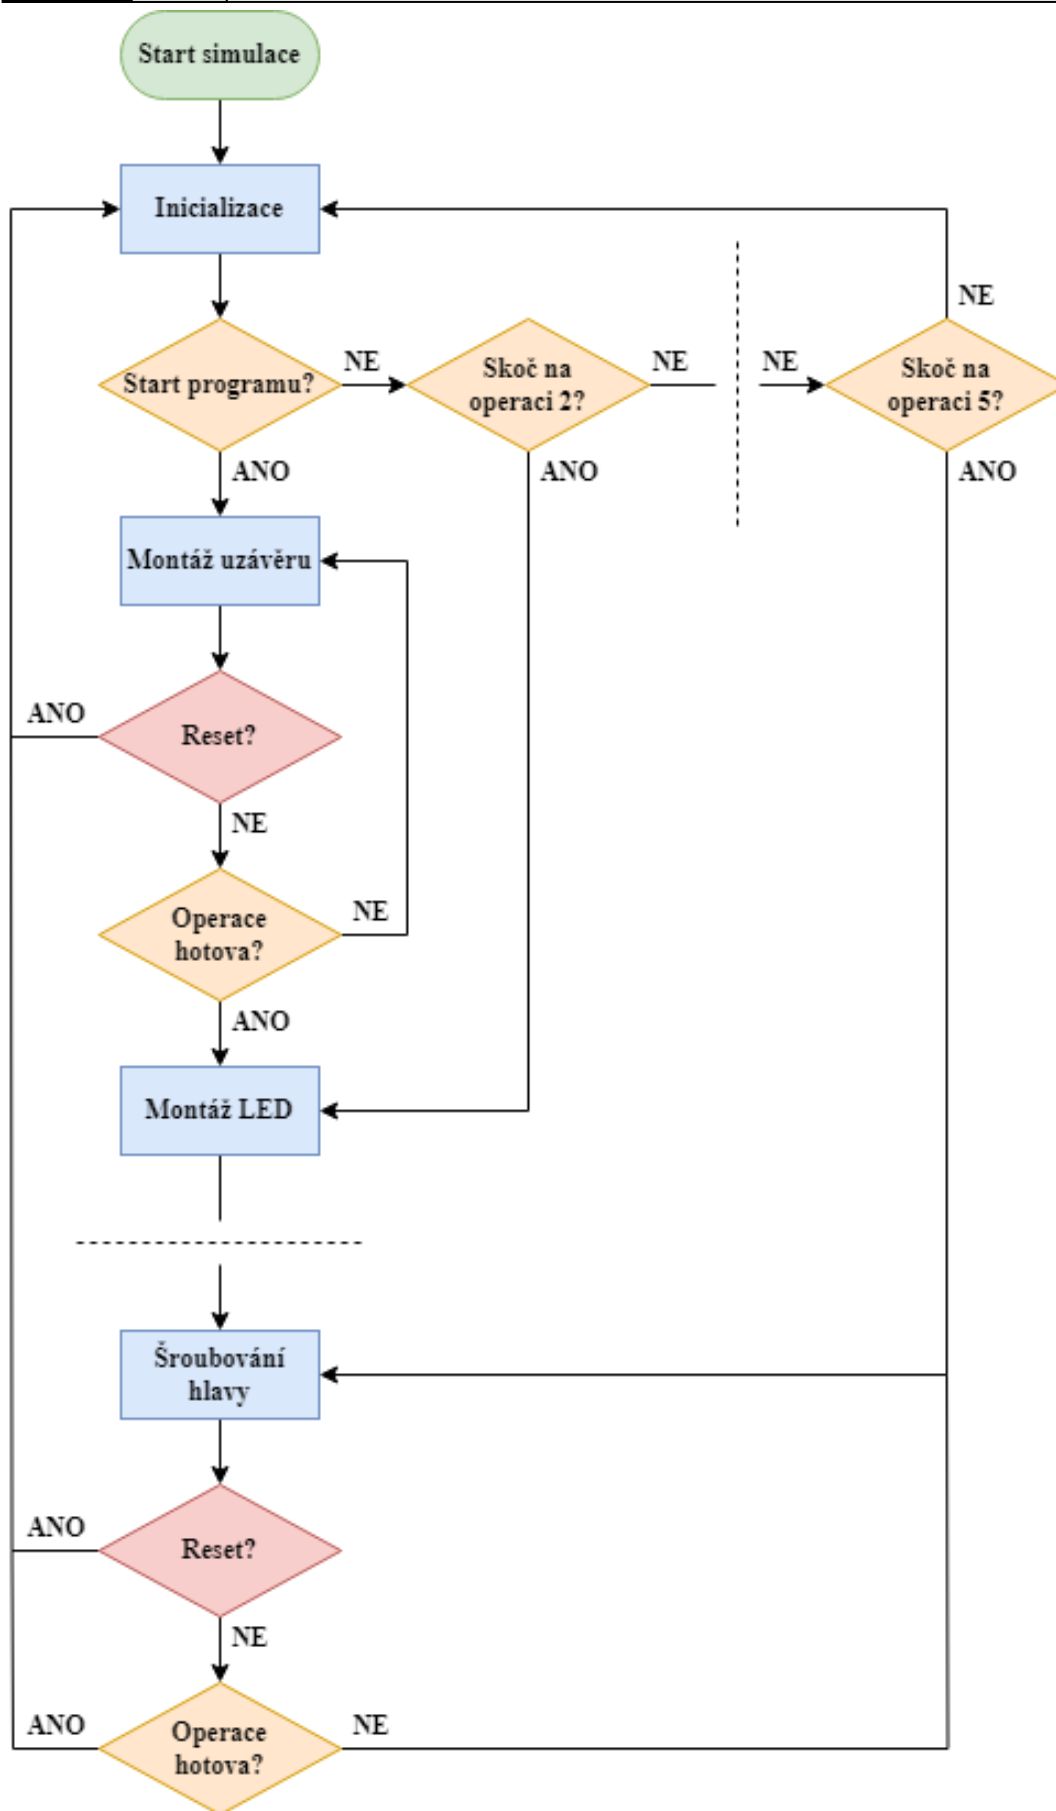 Start simulace
Inicializace
NE
Start programu?
NE
Skoč na
operaci 2?
NE
NE
Skoč na
operaci 5?
ANO
ANO
ANO
Montáž uzávěru
ANO
Reset?
NE
Operace
hotova?
NE
ANO
Montáž LED
Šroubování
hlavy
ANO
Reset?
NE
ANO
Operace
hotova?
NE